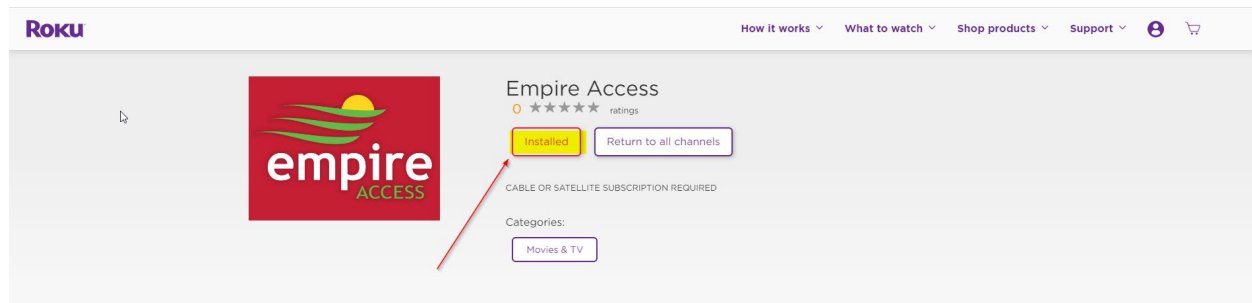 ROKU
How it works
What to watch
Shop products
Support
empire
ACCESS
Empire Access
0 ratings
Installed
Return to all channels
CABLE OR SATELLITE SUBSCRIPTION REQUIRED
Categories:
Movies & TV